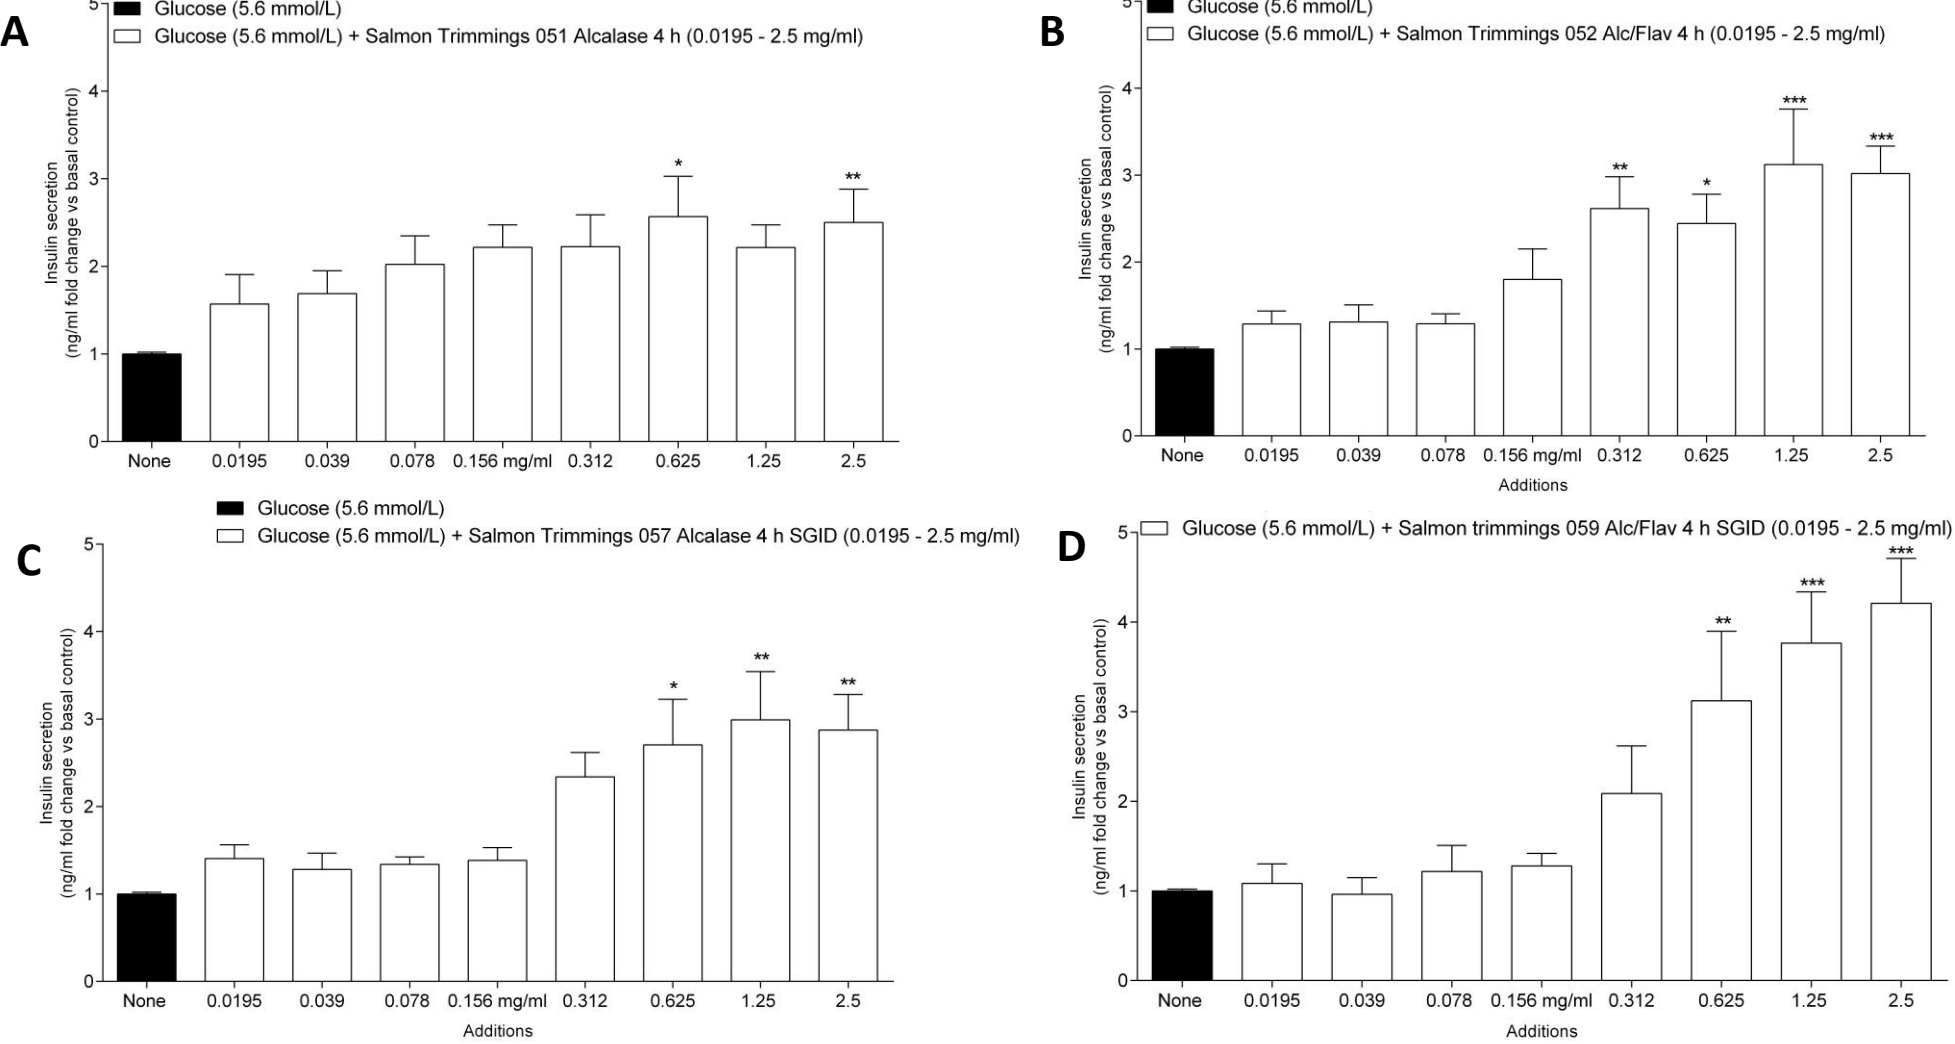 A
5
Glucose (5.6 mmol/L)
Glucose (5.6 mmol/L) + Salmon Trimmings 051 Alcalase 4 h (0.0195 - 2.5 mg/ml)
4
3
2
1
0
Insulin secretion
(ng/ml fold change vs basal control)
*
**
None 0.0195 0.039 0.078 0.156 mg/ml 0.312 0.625 1.25 2.5
B
5
Glucose (5.6 mmol/L)
Glucose (5.6 mmol/L) + Salmon Trimmings 052 Alc/Flav 4 h (0.0195 - 2.5 mg/ml)
4
3
2
1
0
Insulin secretion
(ng/ml fold change vs basal control)
**
*
***
***
None 0.0195 0.039 0.078 0.156 mg/ml 0.312 0.625 1.25 2.5
Additions
C
Glucose (5.6 mmol/L)
Glucose (5.6 mmol/L) + Salmon Trimmings 057 Alcalase 4 h SGID (0.0195 - 2.5 mg/ml)
5
4
3
2
1
0
Insulin secretion
(ng/ml fold change vs basal control)
*
**
**
None 0.0195 0.039 0.078 0.156 mg/ml 0.312 0.625 1.25 2.5
Additions
D
Glucose (5.6 mmol/L) + Salmon trimmings 059 Alc/Flav 4 h SGID (0.0195 - 2.5 mg/ml)
5
4
3
2
1
0
Insulin secretion
(ng/ml fold change vs basal control)
**
***
***
None 0.0195 0.039 0.078 0.156 mg/ml 0.312 0.625 1.25 2.5
Additions